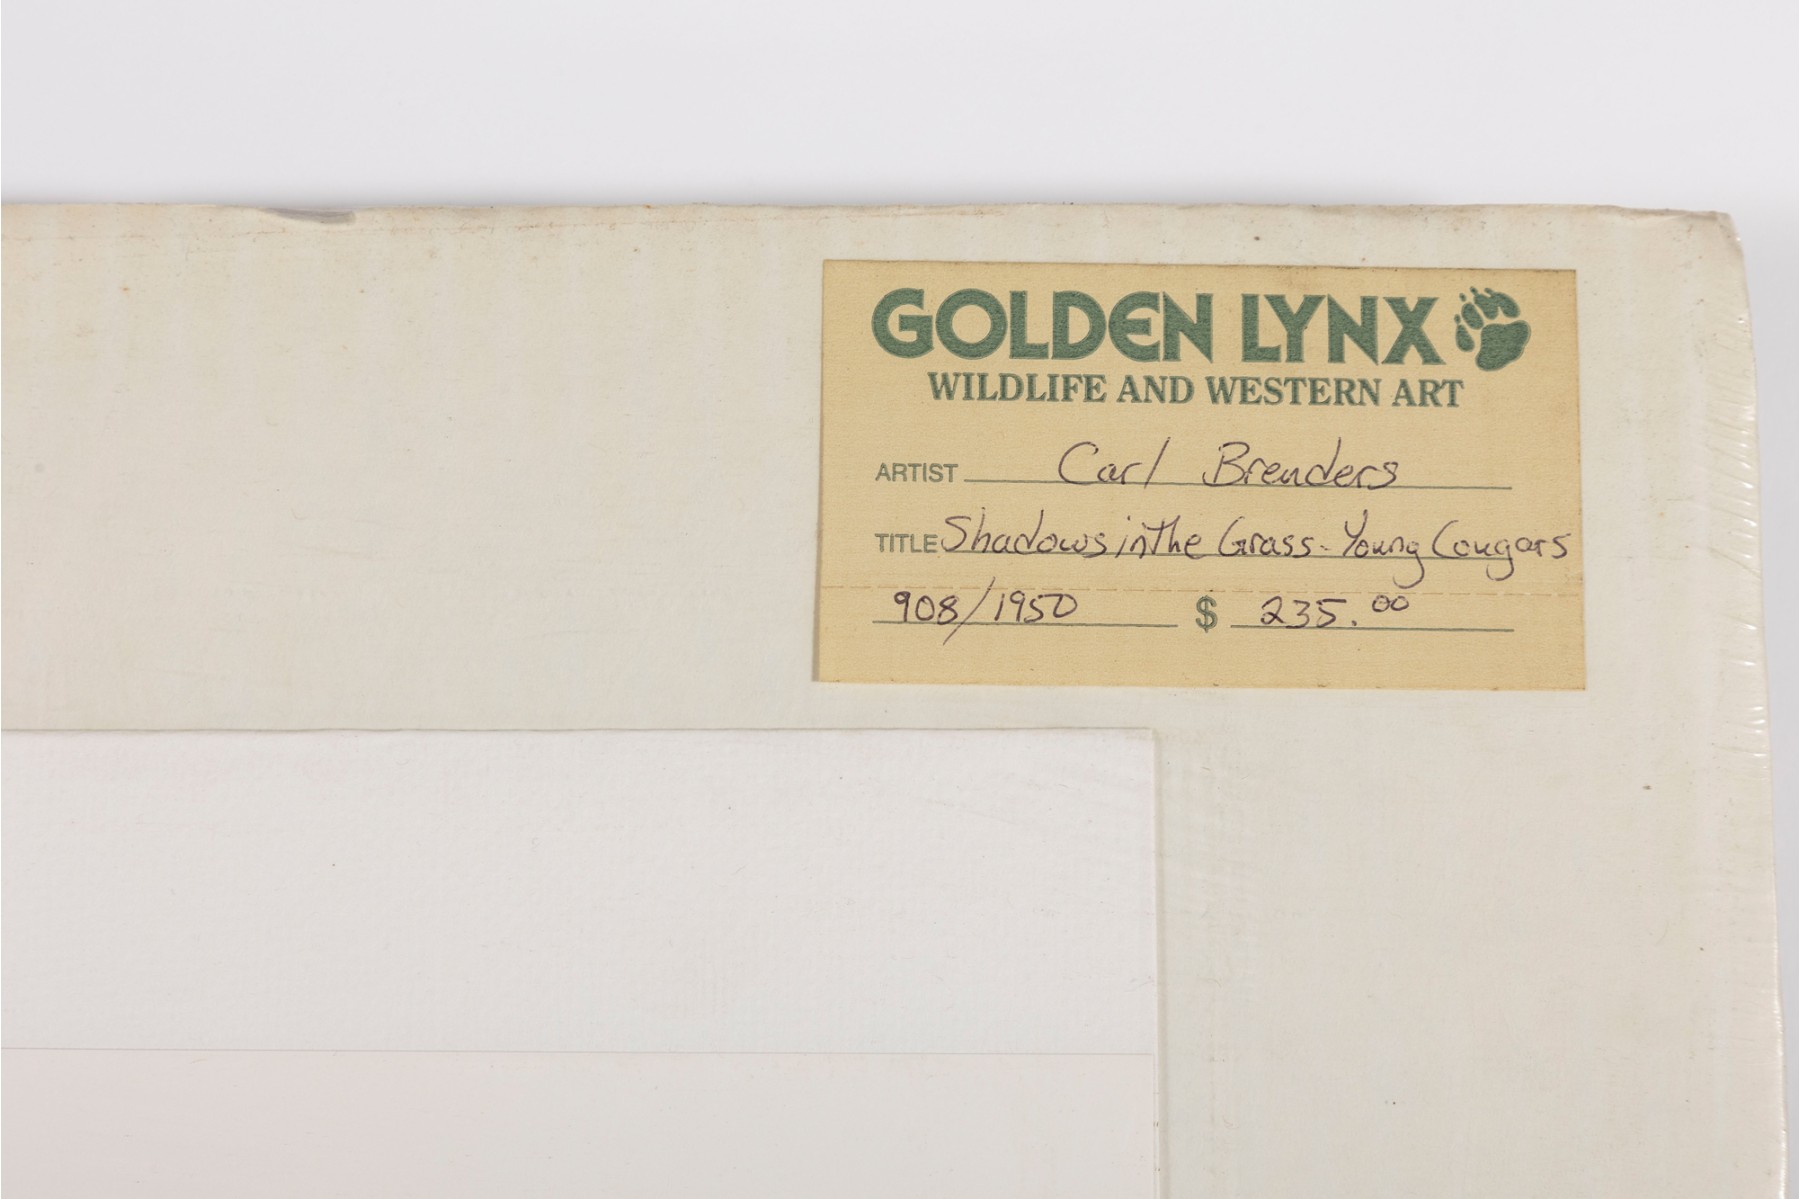 GOLDEN LYNX
WILDLIFE AND WESTERN ART
ARTIST Carl Brenders
TITLE Shadows in the Grass - Young Cougars
908/1950 $ 235.00